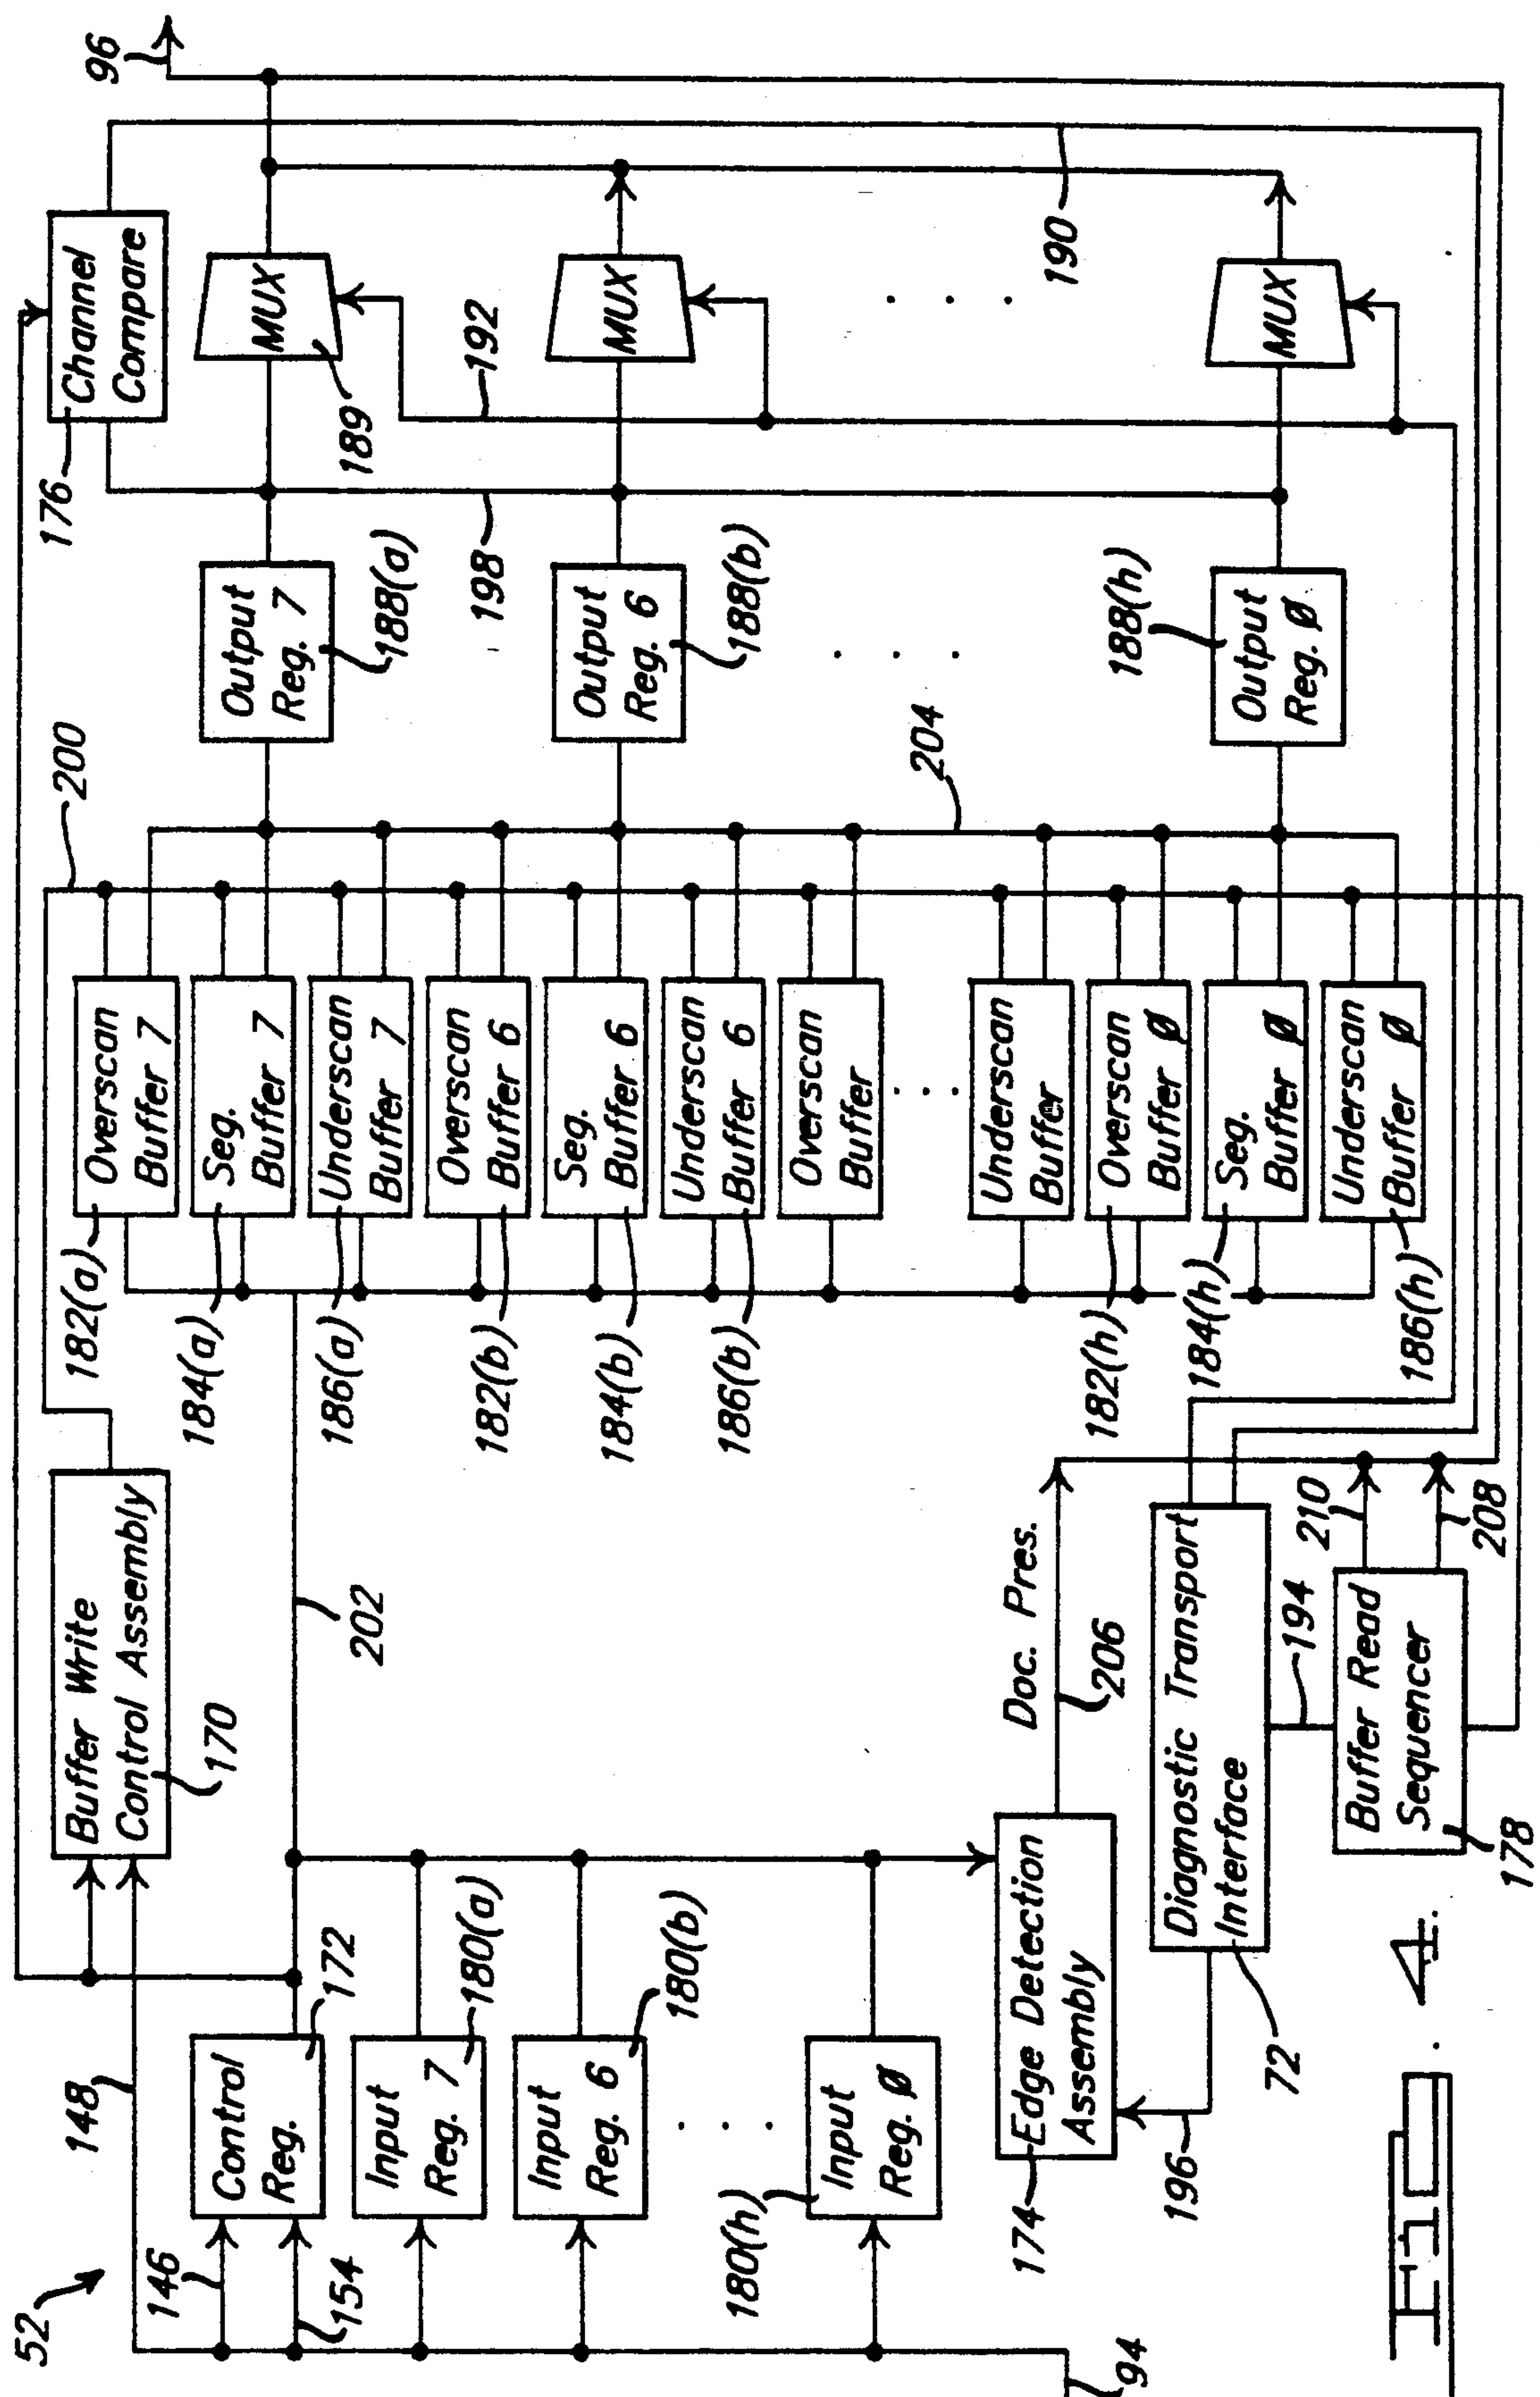 52
148
146
154
94
Control
Reg.
172
Input
Reg. 7
180(a)
Input
Reg. 6
180(b)
. . .
Input
Reg. Ø
180(h)
Buffer Write
Control Assembly
170
202
Edge Detection
Assembly
174
196
Doc. Pres.
206
Diagnostic Transport
Interface
72
194
Buffer Read
Sequencer
178
210
208
200
Overscan
Buffer 7
182(a)
Seg.
Buffer 7
184(a)
Underscan
Buffer 7
186(a)
Overscan
Buffer 6
182(b)
Seg.
Buffer 6
184(b)
Underscan
Buffer 6
186(b)
Overscan
Buffer
. . .
Underscan
Buffer
Overscan
Buffer Ø
182(h)
Seg.
Buffer Ø
184(h)
Underscan
Buffer Ø
186(h)
204
Output
Reg. 7
188(a)
Output
Reg. 6
188(b)
. . .
Output
Reg. Ø
188(h)
198
176
Channel
Compare
MUX
189
192
MUX
. . .
MUX
190
96
FIG. 4.